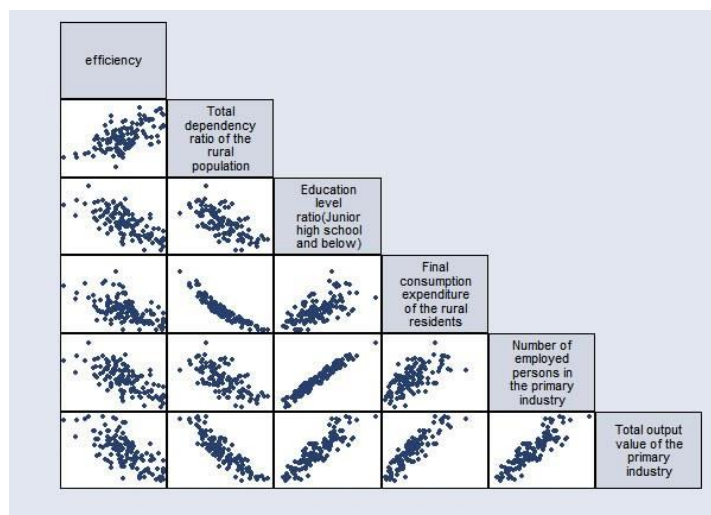 efficiency
Total
dependency
ratio of the
rural
population
Education
level
ratio(Junior
high school
and below)
Final
consumption
expenditure
of the rural
residents
Number of
employed
persons in
the primary
industry
Total output
value of the
primary
industry